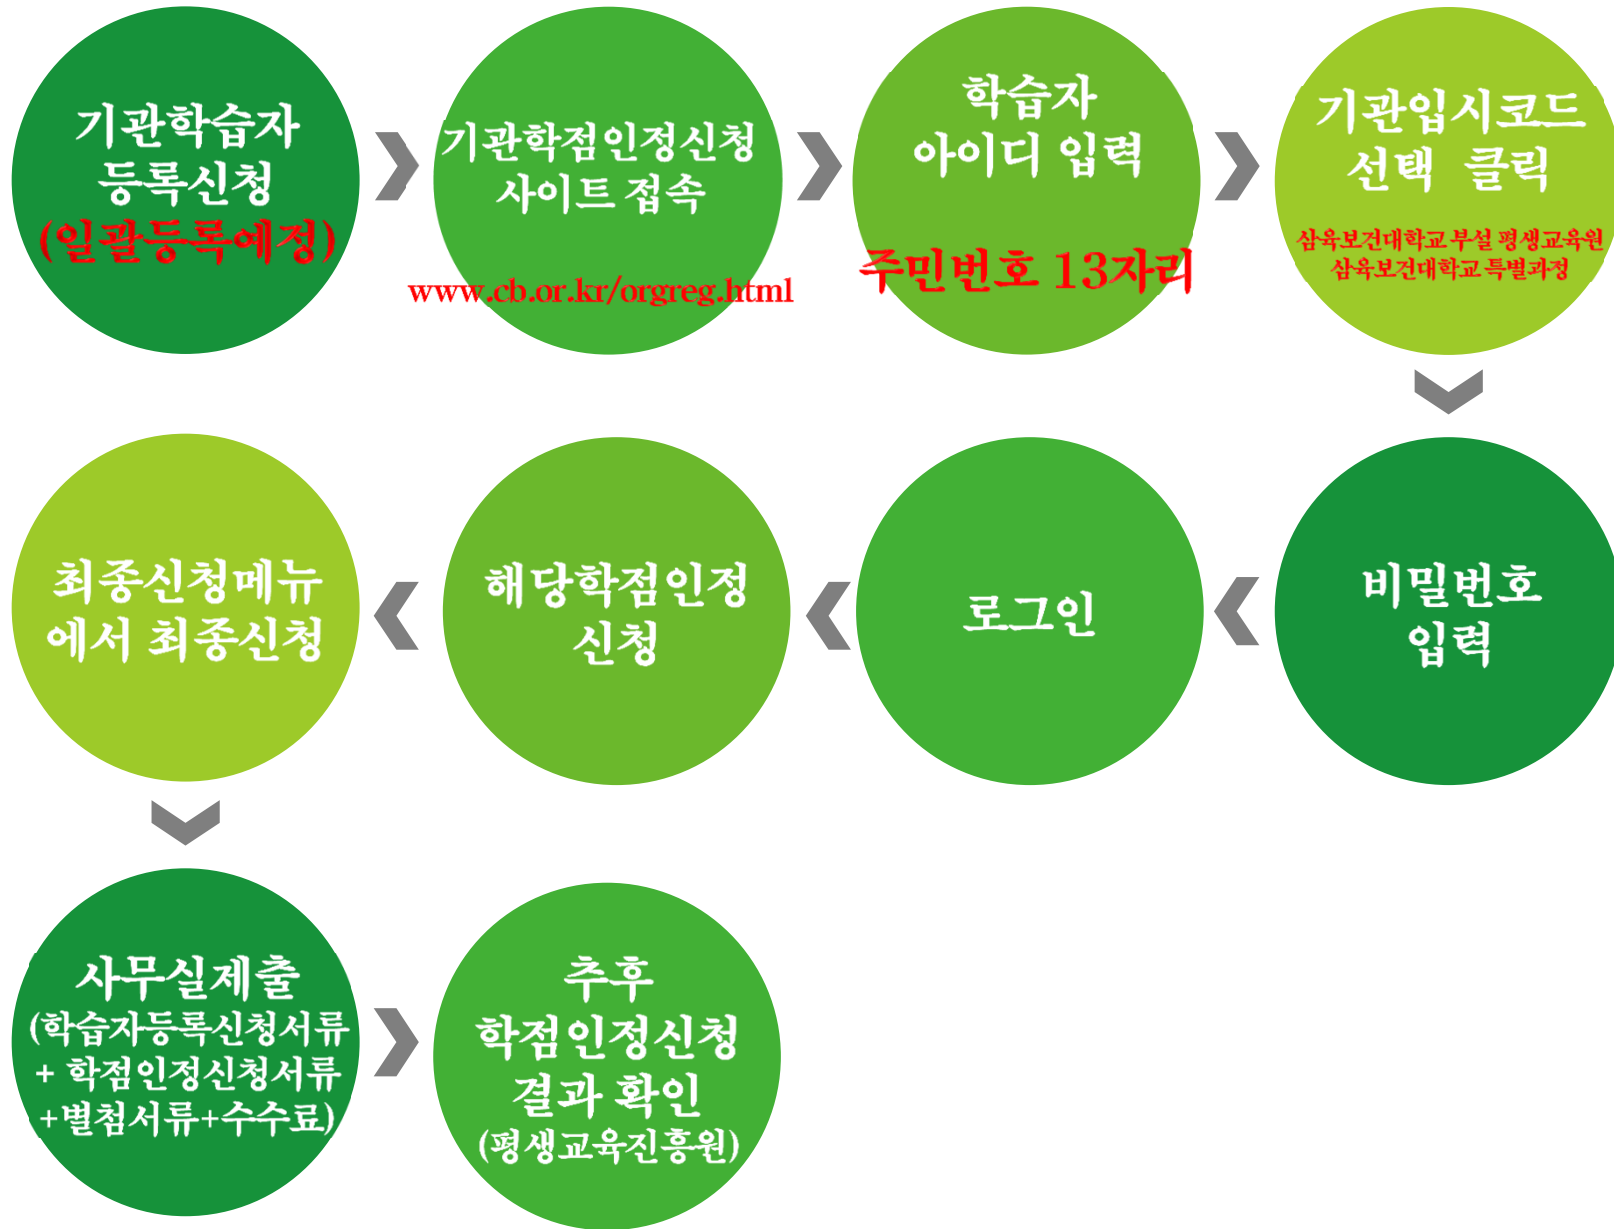 기관학습자
등록신청
(일괄등록예정)
기관학점인정신청
사이트 접속
www.cb.or.kr/orgreg.html
학습자
아이디 입력
주민번호 13자리
기관입시코드
선택 클릭
삼육보건대학교 부설 평생교육원
삼육보건대학교 특별과정
비밀번호
입력
로그인
해당학점인정
신청
최종신청메뉴
에서 최종신청
사무실제출
(학습자등록신청서류
+ 학점인정신청서류
+별첨서류+수수료)
추후
학점인정신청
결과 확인
(평생교육진흥원)